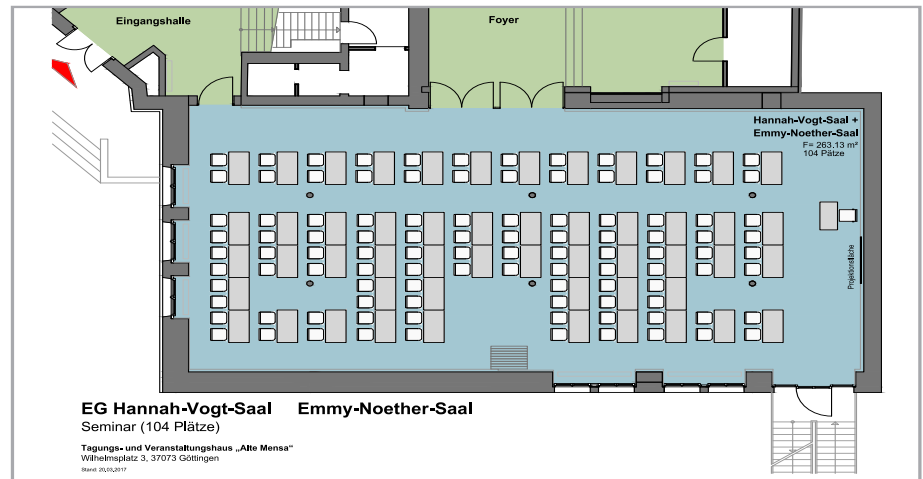 Eingangshalle
Foyer
Hannah-Vogt-Saal +
Emmy-Noether-Saal
F= 263.13 m²
104 Pätze
Projektionsfläche
EG Hannah-Vogt-Saal Emmy-Noether-Saal
Seminar (104 Plätze)
Tagungs- und Veranstaltungshaus „Alte Mensa“
Wilhelmsplatz 3, 37073 Göttingen
Stand: 20.03.2017